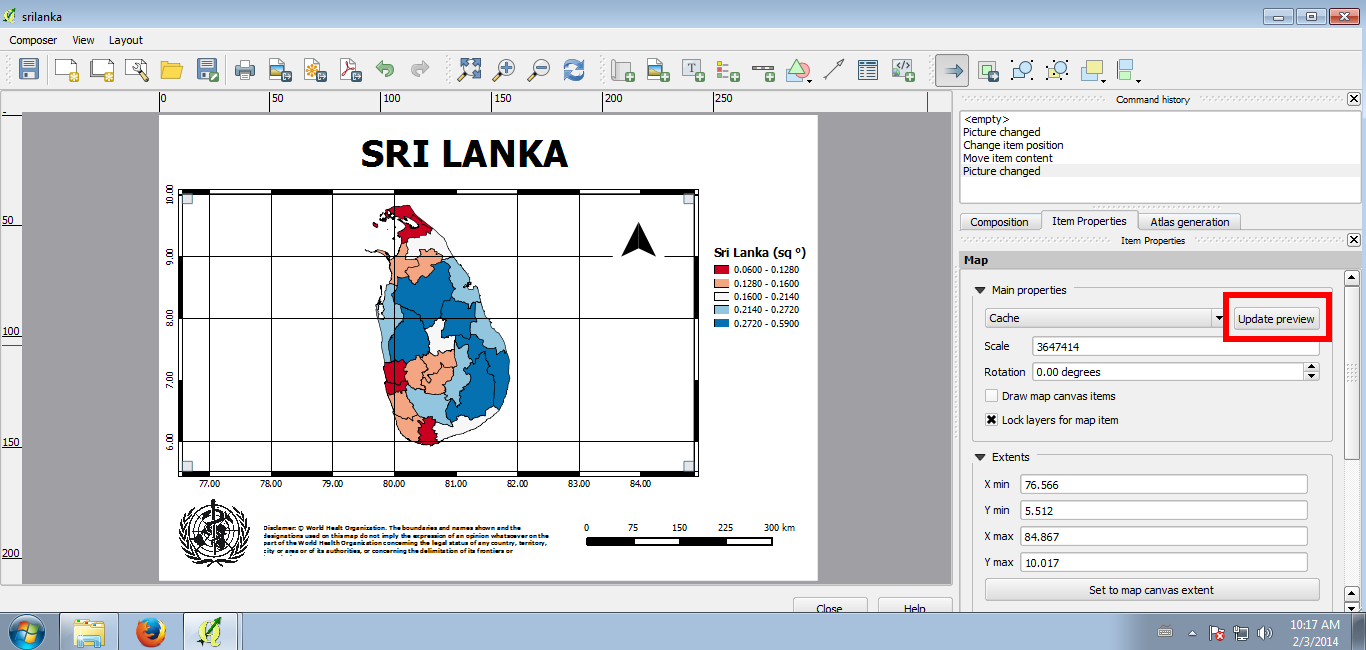 srilanka
Composer View Layout
0 50 100 150 200 250
50
100
150
200
SRI LANKA
10.00
9.00
8.00
7.00
6.00
77.00 78.00 79.00 80.00 81.00 82.00 83.00 84.00
Sri Lanka (sq º)
0.0600 - 0.1280
0.1280 - 0.1600
0.1600 - 0.2140
0.2140 - 0.2720
0.2720 - 0.5900
Disclamer: © World Healt Organization. The boundaries and names shown and the
designations used on this map do not imply the expression of an opinion whatsoever on the
part of the World Health Organization concerning the legal status of any country, territory,
city or area or of its authorities, or concerning the delimitation of its frontiers or
0 75 150 225 300 km
Close Help
Command history
<empty>
Picture changed
Change item position
Move item content
Picture changed
Composition Item Properties Atlas generation
Item Properties
Map
Main properties
Cache Update preview
Scale 3647414
Rotation 0.00 degrees
Draw map canvas items
Lock layers for map item
Extents
X min 76.566
Y min 5.512
X max 84.867
Y max 10.017
Set to map canvas extent
10:17 AM
2/3/2014